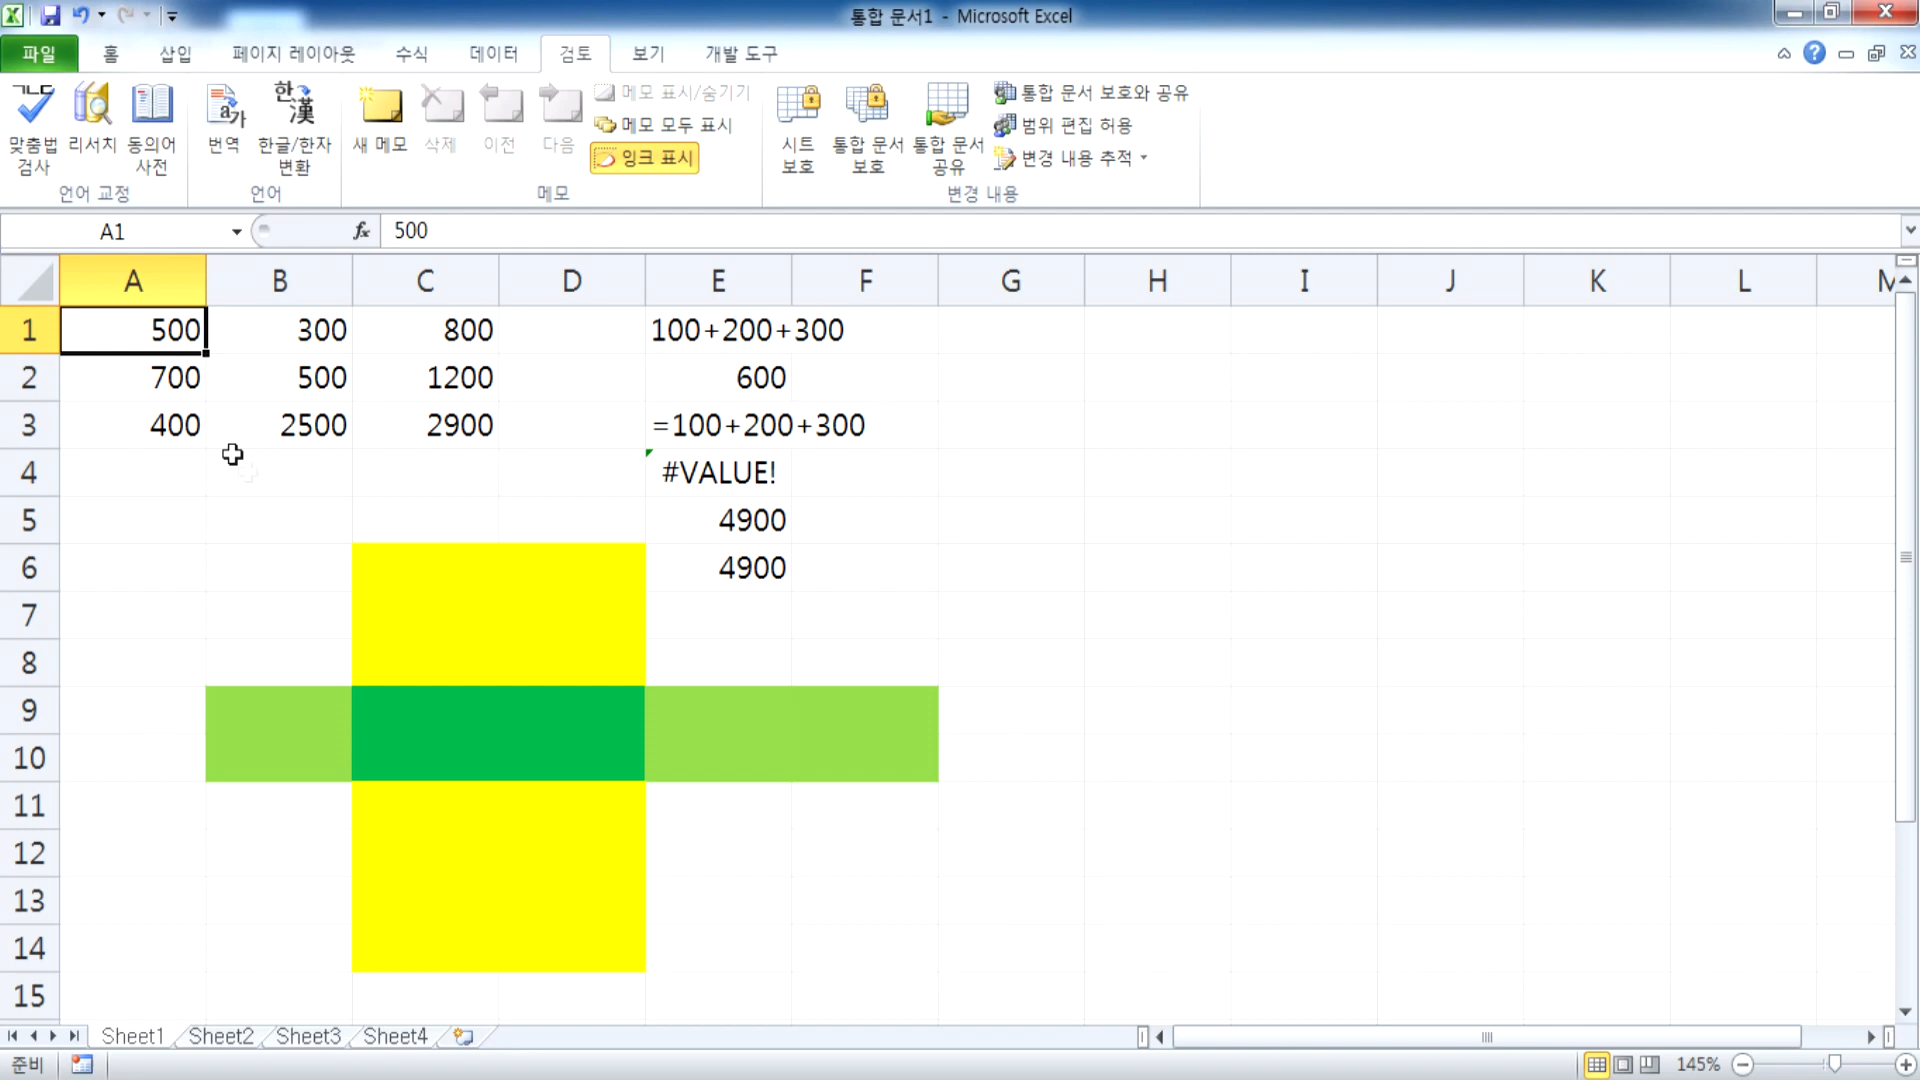 통합 문서1 - Microsoft Excel
파일 홈 삽입 페이지 레이아웃 수식 데이터 검토 보기 개발 도구
맞춤법 검사
리서치
동의어 사전
번역
한글/한자 변환
새 메모
삭제
이전
다음
메모 표시/숨기기
메모 모두 표시
잉크 표시
시트 보호
통합 문서 보호
통합 문서 공유
통합 문서 보호와 공유
범위 편집 허용
변경 내용 추적
언어 교정 언어 메모 변경 내용
A1 fx 500
A B C D E F G H I J K L
1 500 300 800 100+200+300
2 700 500 1200 600
3 400 2500 2900 =100+200+300
4 #VALUE!
5 4900
6 4900
7
8
9
10
11
12
13
14
15
Sheet1 Sheet2 Sheet3 Sheet4
준비 145%